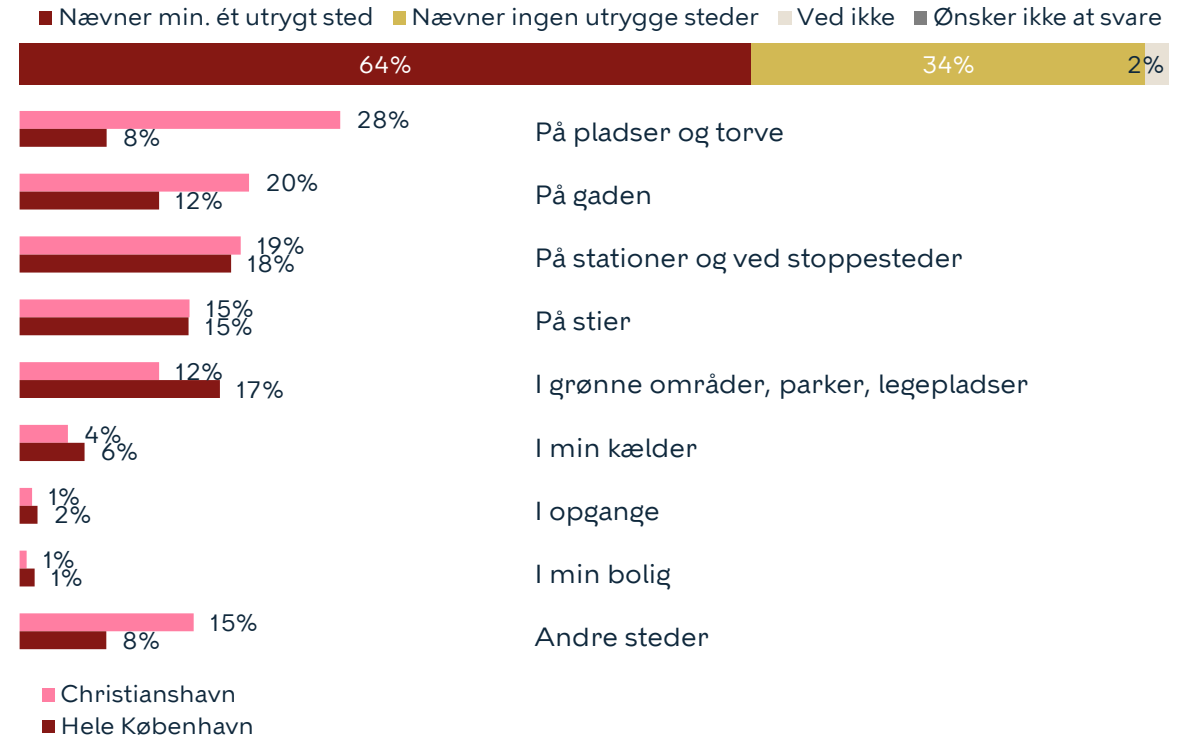 Nævner min. ét utrygt sted Nævner ingen utrygge steder Ved ikke Ønsker ikke at svare
64% 34% 2%
28%
8%
På pladser og torve
20%
12%
På gaden
19%
18%
På stationer og ved stoppesteder
15%
15%
På stier
12%
17%
I grønne områder, parker, legepladser
4%
6%
I min kælder
1%
2%
I opgange
1%
1%
I min bolig
15%
8%
Andre steder
Christianshavn
Hele København